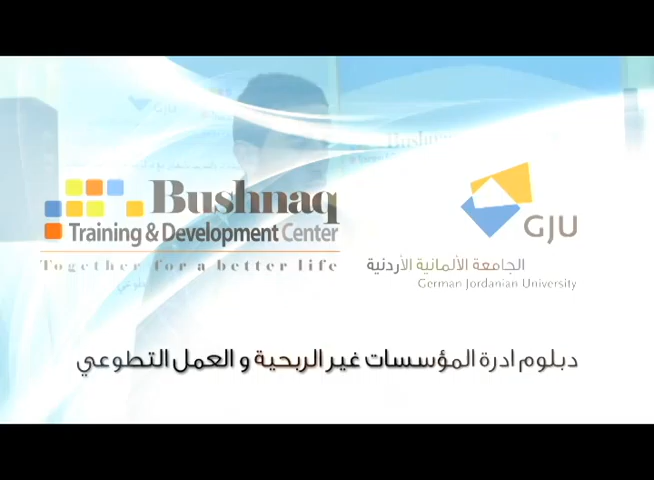 Bushnaq
Training & Development Center
Together for a better life
GJU
الجامعة الألمانية الأردنية
German Jordanian University
دبلوم ادرة المؤسسات غير الربحية و العمل التطوعي